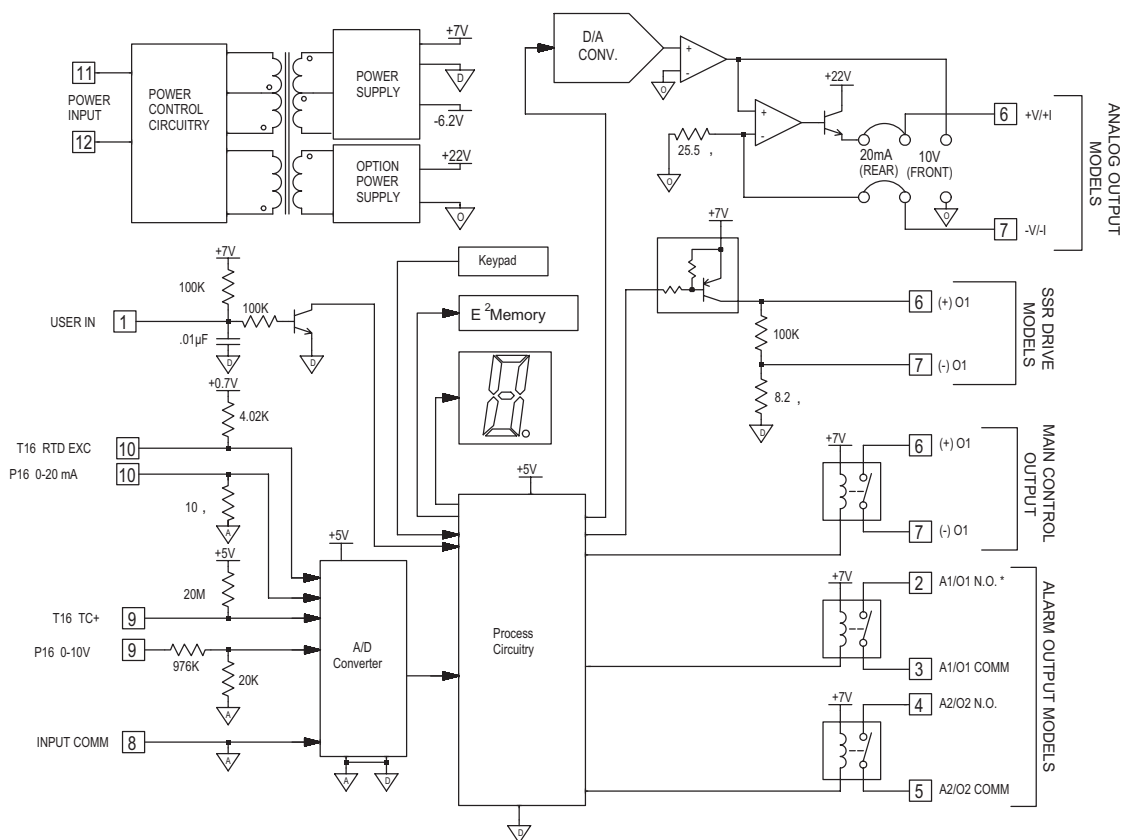 11
POWER
INPUT
12
POWER
CONTROL
CIRCUITRY
POWER
SUPPLY
+7V
D
-6.2V
OPTION
POWER
SUPPLY
+22V
O
D/A
CONV.
+
-
O
+
-
+22V
25.5 ,
O
20mA
(REAR)
10V
(FRONT)
O
6 +V/+I
7 -V/-I
ANALOG OUTPUT
MODELS
+7V
100K
USER IN 1
100K
.01µF
D
D
Keypad
E 2 Memory
+7V
100K
8.2 ,
D
6 (+) O1
7 (-) O1
SSR DRIVE
MODELS
+0.7V
4.02K
T16 RTD EXC 10
P16 0-20 mA 10
10 ,
A
+5V
20M
T16 TC+ 9
P16 0-10V 9
976K
20K
A
INPUT COMM 8
A
+5V
A/D
Converter
A
D
+5V
Process
Circuitry
D
+7V
6 (+) O1
7 (-) O1
MAIN CONTROL
OUTPUT
+7V
2 A1/O1 N.O. *
3 A1/O1 COMM
+7V
4 A2/O2 N.O.
5 A2/O2 COMM
ALARM OUTPUT MODELS